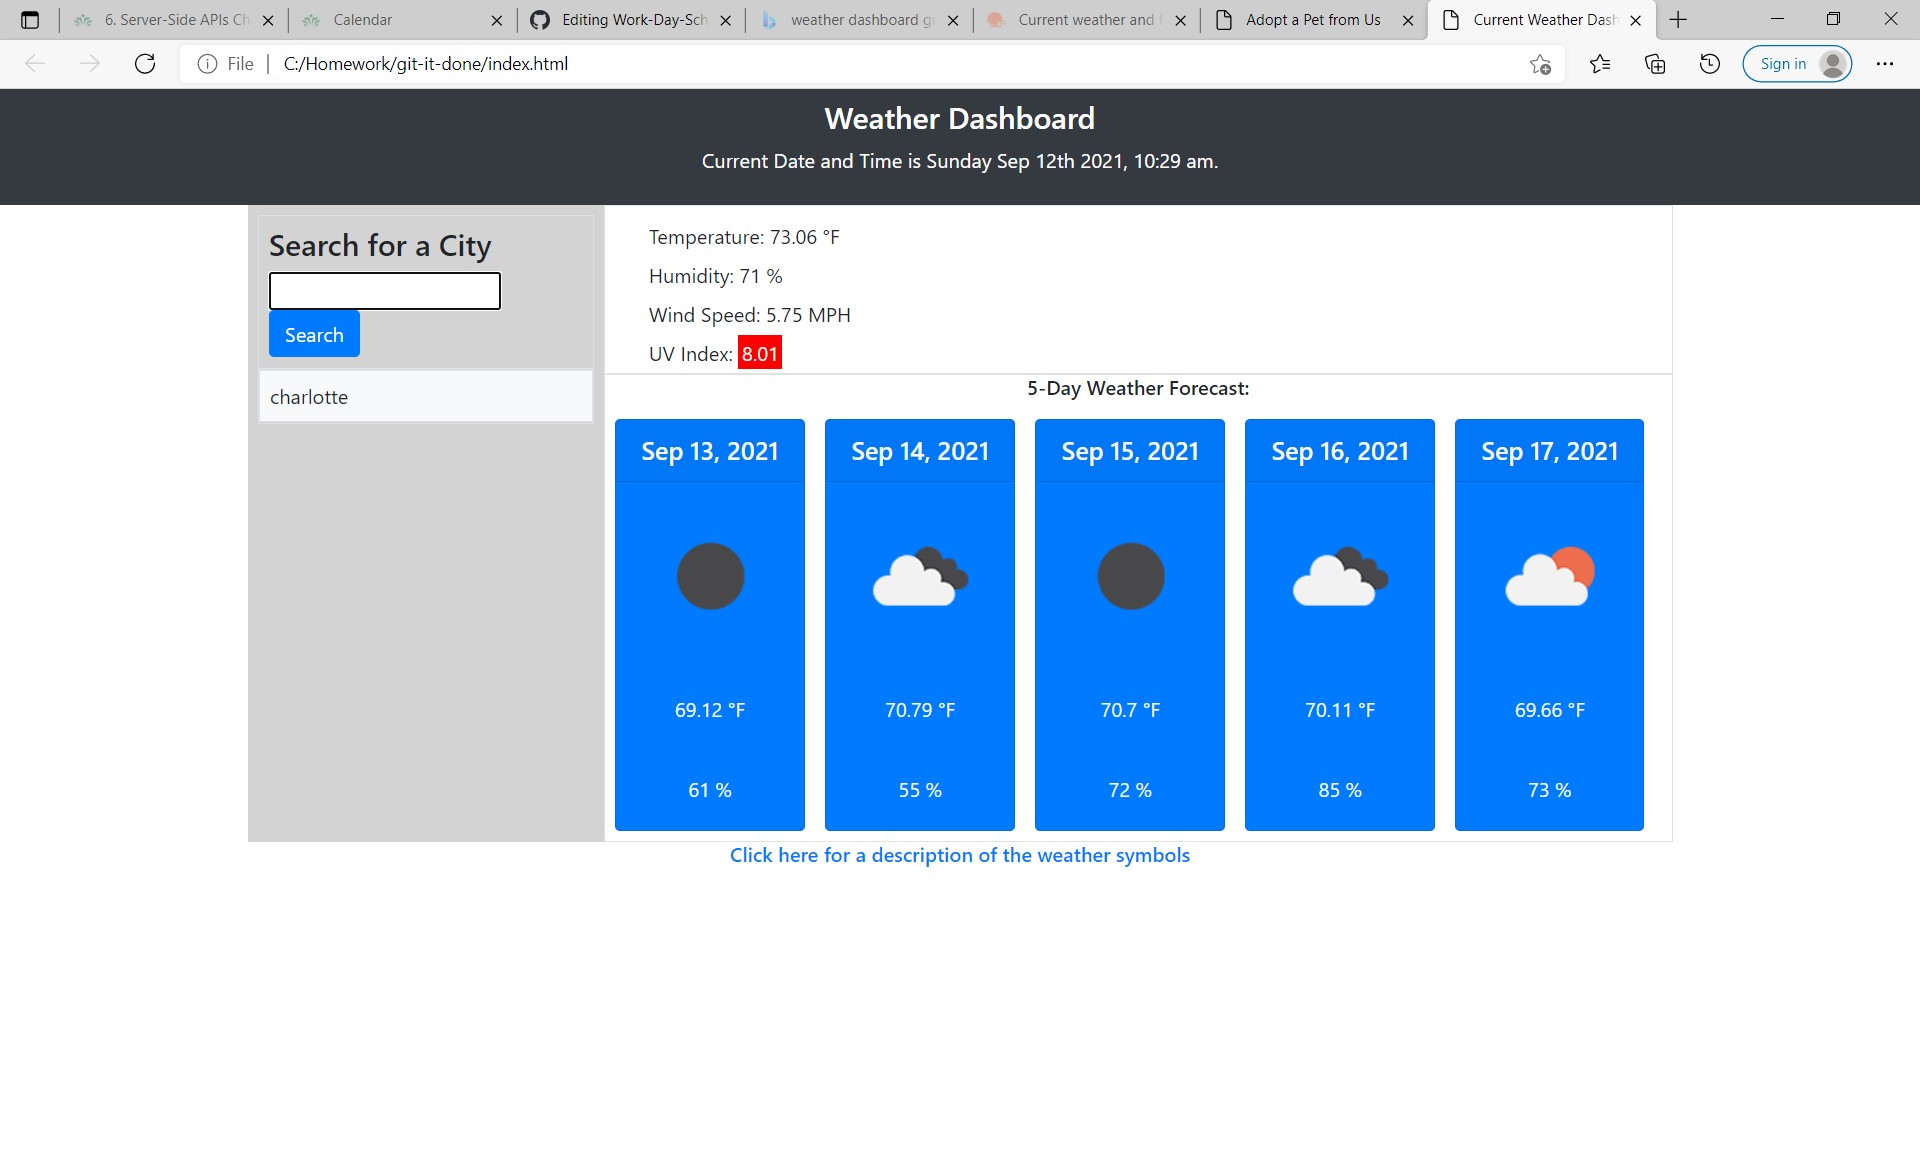 6. Server-Side APIs Ch
Calendar
Editing Work-Day-Sch
weather dashboard g
Current weather and f
Adopt a Pet from Us
Current Weather Dash
File
C:/Homework/git-it-done/index.html
Sign in
Weather Dashboard
Current Date and Time is Sunday Sep 12th 2021, 10:29 am.
Search for a City
Search
charlotte
Temperature: 73.06 °F
Humidity: 71 %
Wind Speed: 5.75 MPH
UV Index: 8.01
5-Day Weather Forecast:
Sep 13, 2021
69.12 °F
61 %
Sep 14, 2021
70.79 °F
55 %
Sep 15, 2021
70.7 °F
72 %
Sep 16, 2021
70.11 °F
85 %
Sep 17, 2021
69.66 °F
73 %
Click here for a description of the weather symbols